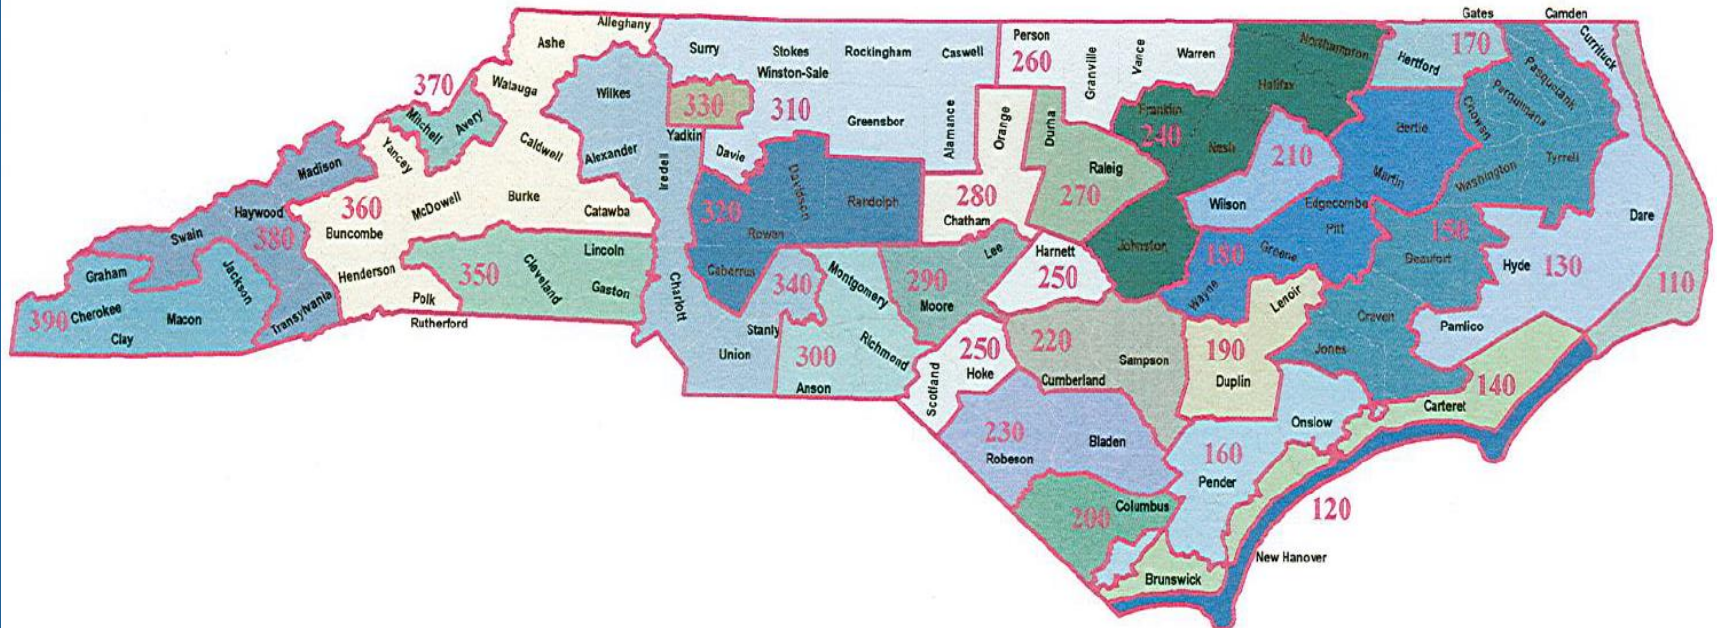 Gates
Camden
Alleghany
Ashe
Surry
Stokes
Rockingham
Caswell
Person
260
Granville
Vance
Warren
Northampton
170
Hertford
Currituck
370
Watauga
Wilkes
Winston-Sale
330
310
Halifax
Pasquotank
Perquimans
Chowan
Mitchell
Avery
Yadkin
Greensbor
Alamance
Orange
Durha
Franklin
240
Nash
210
Bertie
Yancey
Caldwell
Alexander
Iredell
Davie
Raleig
Madison
Davidson
Martin
Washington
Tyrrell
Haywood
360
McDowell
Burke
Catawba
320
Randolph
280
Chatham
270
Wilson
Edgecombe
Dare
Swain
380
Buncombe
Rowan
Pitt
150
Graham
Jackson
Henderson
350
Cleveland
Lincoln
Gaston
Charlott
Cabarrus
340
Montgomery
290
Moore
Lee
Harnett
250
Johnston
180
Greene
Wayne
Lenoir
Beaufort
Hyde
130
110
390
Cherokee
Macon
Clay
Transylvania
Polk
Rutherford
Stanly
Union
300
Anson
Richmond
Scotland
250
Hoke
220
Cumberland
Sampson
190
Duplin
Craven
Jones
Pamlico
140
Carteret
Onslow
230
Robeson
Bladen
160
Pender
200
Columbus
120
New Hanover
Brunswick